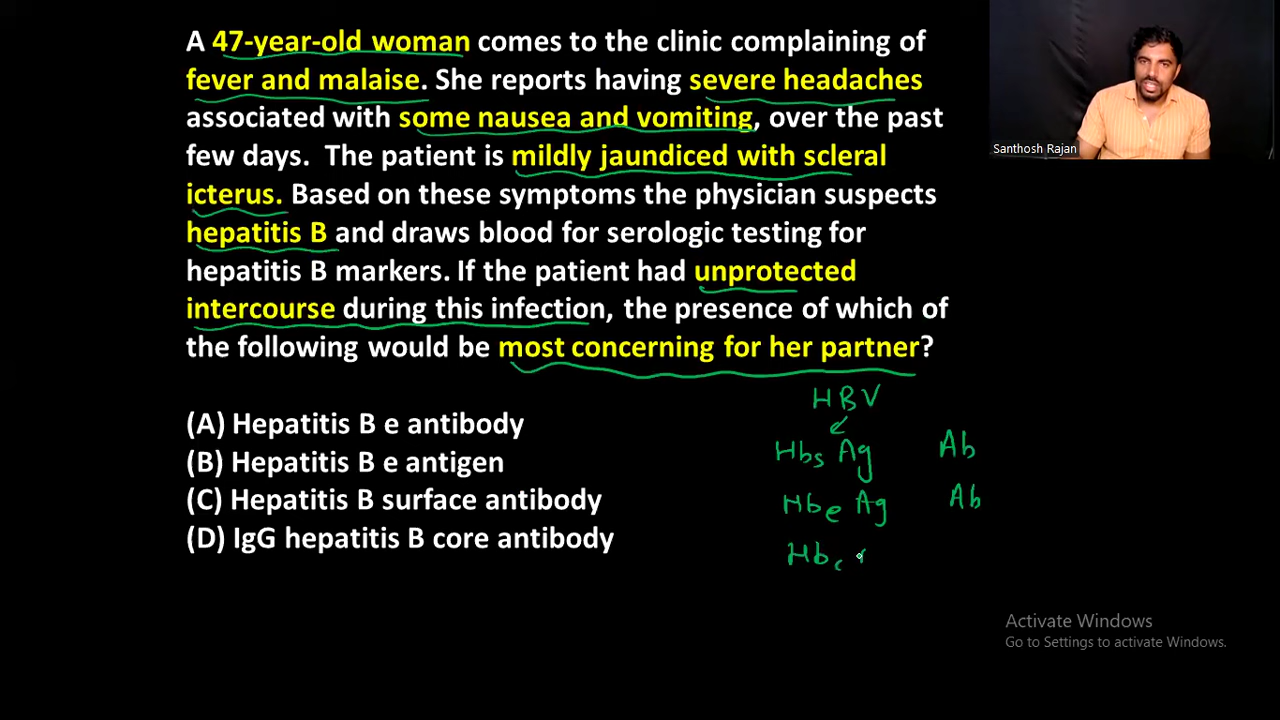 A 47-year-old woman comes to the clinic complaining of
fever and malaise. She reports having severe headaches
associated with some nausea and vomiting, over the past
few days. The patient is mildly jaundiced with scleral
icterus. Based on these symptoms the physician suspects
hepatitis B and draws blood for serologic testing for
hepatitis B markers. If the patient had unprotected
intercourse during this infection, the presence of which of
the following would be most concerning for her partner?
(A) Hepatitis B e antibody
(B) Hepatitis B e antigen
(C) Hepatitis B surface antibody
(D) IgG hepatitis B core antibody
HBV
Hbs Ag Ab
Hbe Ag Ab
Hbc
Santhosh Rajan
Activate Windows
Go to Settings to activate Windows.